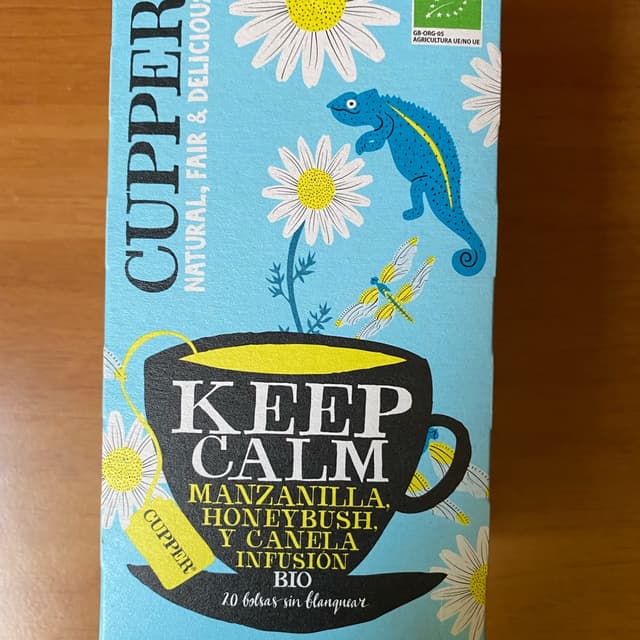 CUPPER
NATURAL, FAIR & DELICIOUS
GB-ORG-05
AGRICULTURA UE/NO UE
KEEP
CALM
MANZANILLA,
HONEYBUSH,
Y CANELA
INFUSIÓN
BIO
20 bolsas sin blanquear
CUPPER